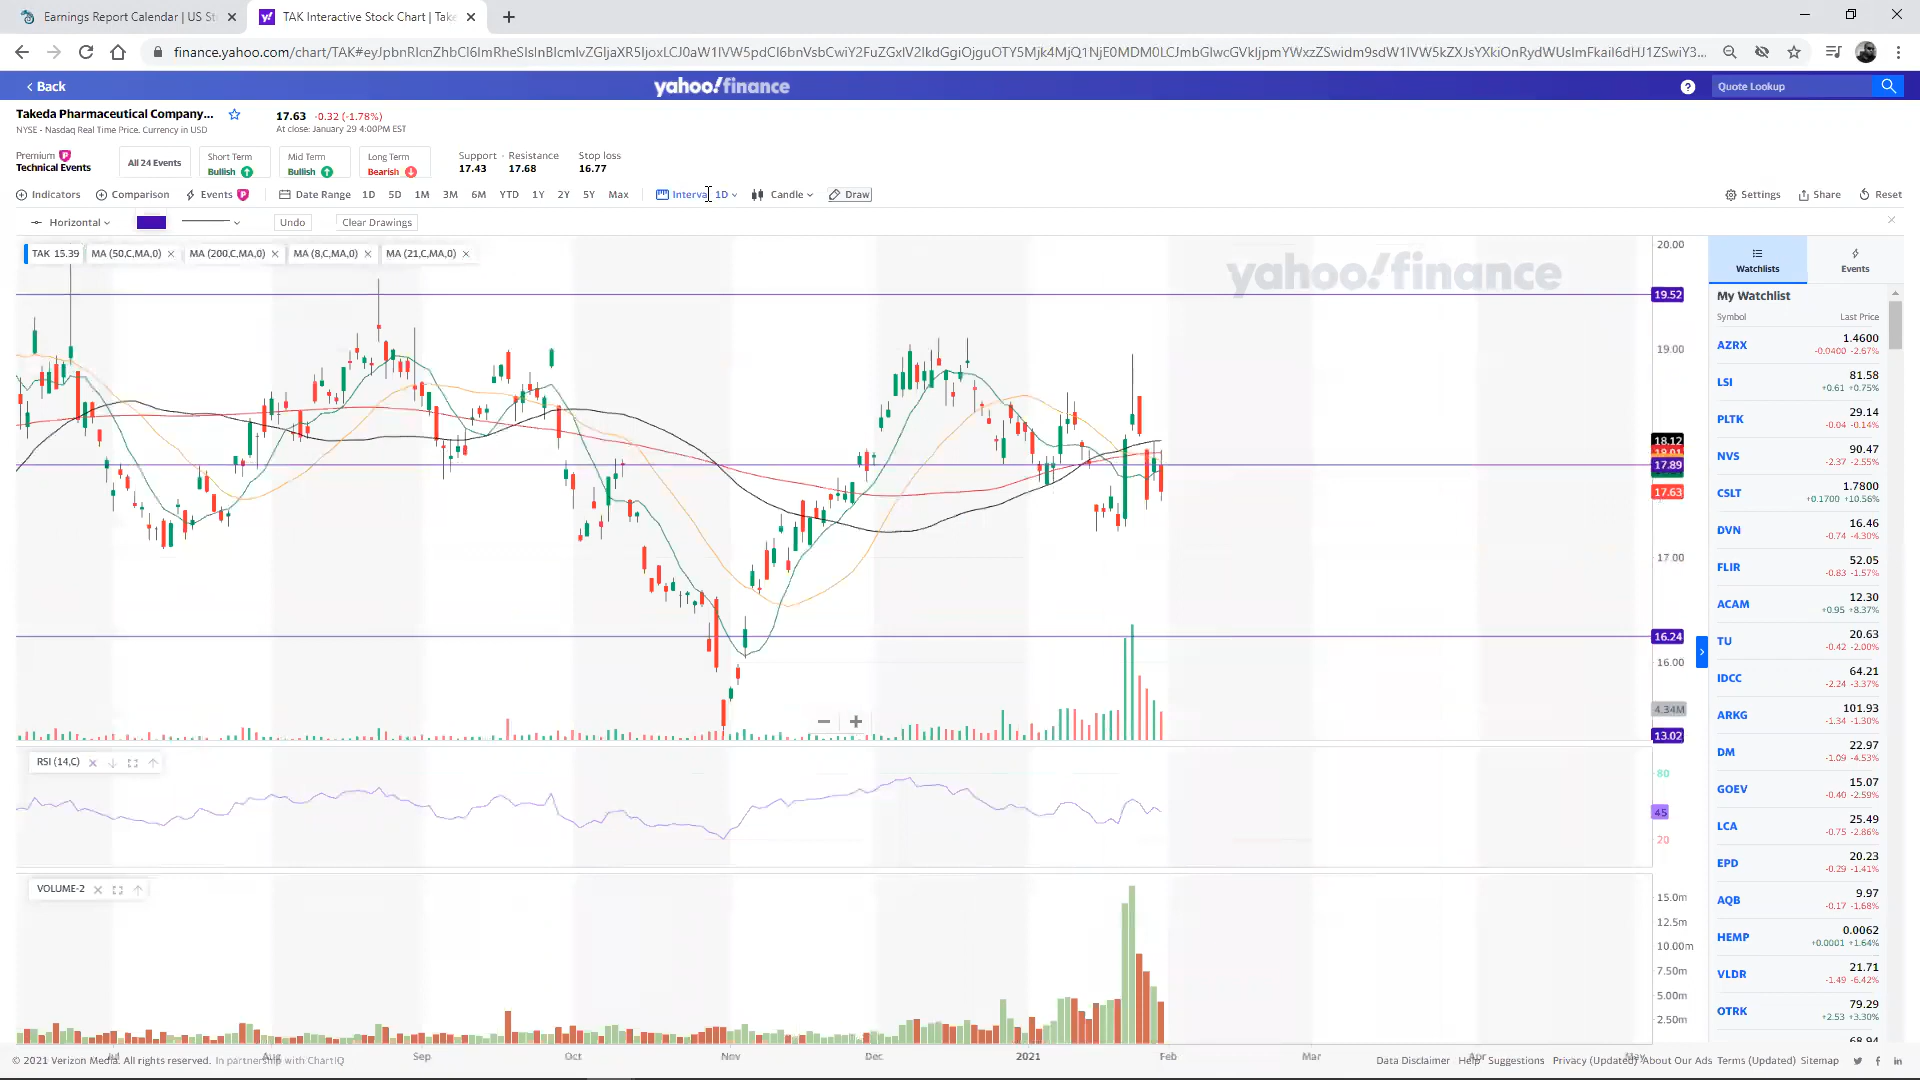 Earnings Report Calendar | US St
TAK Interactive Stock Chart | Take
finance.yahoo.com/chart/TAK#
Back
yahoo!finance
Quote Lookup
Takeda Pharmaceutical Company...
17.63 -0.32 (-1.78%)
NYSE - Nasdaq Real Time Price. Currency in USD
At close: January 29 4:00PM EST
Premium P
Technical Events
All 24 Events
Short Term
Bullish
Mid Term
Bullish
Long Term
Bearish
Support - Resistance
17.43 17.68
Stop loss
16.77
Indicators Comparison Events P Date Range 1D 5D 1M 3M 6M YTD 1Y 2Y 5Y Max Interval 1D Candle Draw Settings Share Reset
Horizontal Undo Clear Drawings
TAK 15.39 MA (50,C,MA,0) MA (200,C,MA,0) MA (8,C,MA,0) MA (21,C,MA,0)
yahoo!finance
20.00
19.52
19.00
18.12
17.89
17.63
17.00
16.24
16.00
4.34M
13.02
RSI (14,C)
80
45
20
VOLUME-2
15.0m
12.5m
10.00m
7.50m
5.00m
2.50m
Jul Aug Sep Oct Nov Dec 2021 Feb Mar Apr May
Watchlists
Events
My Watchlist
Symbol Last Price
AZRX 1.4600
-0.0400 -2.67%
LSI 81.58
+0.61 +0.75%
PLTK 29.14
-0.04 -0.14%
NVS 90.47
-2.37 -2.55%
CSLT 1.7800
+0.1700 +10.56%
DVN 16.46
-0.74 -4.30%
FLIR 52.05
-0.83 -1.57%
ACAM 12.30
+0.95 +8.37%
TU 20.63
-0.42 -2.00%
IDCC 64.21
-2.24 -3.37%
ARKG 101.93
-1.34 -1.30%
DM 22.97
-1.09 -4.53%
GOEV 15.07
-0.40 -2.59%
LCA 25.49
-0.75 -2.86%
EPD 20.23
-0.29 -1.41%
AQB 9.97
-0.17 -1.68%
HEMP 0.0062
+0.0001 +1.64%
VLDR 21.71
-1.49 -6.42%
OTRK 79.29
+2.53 +3.30%
© 2021 Verizon Media. All rights reserved. In partnership with ChartIQ
Data Disclaimer Help Suggestions Privacy (Updated) About Our Ads Terms (Updated) Sitemap